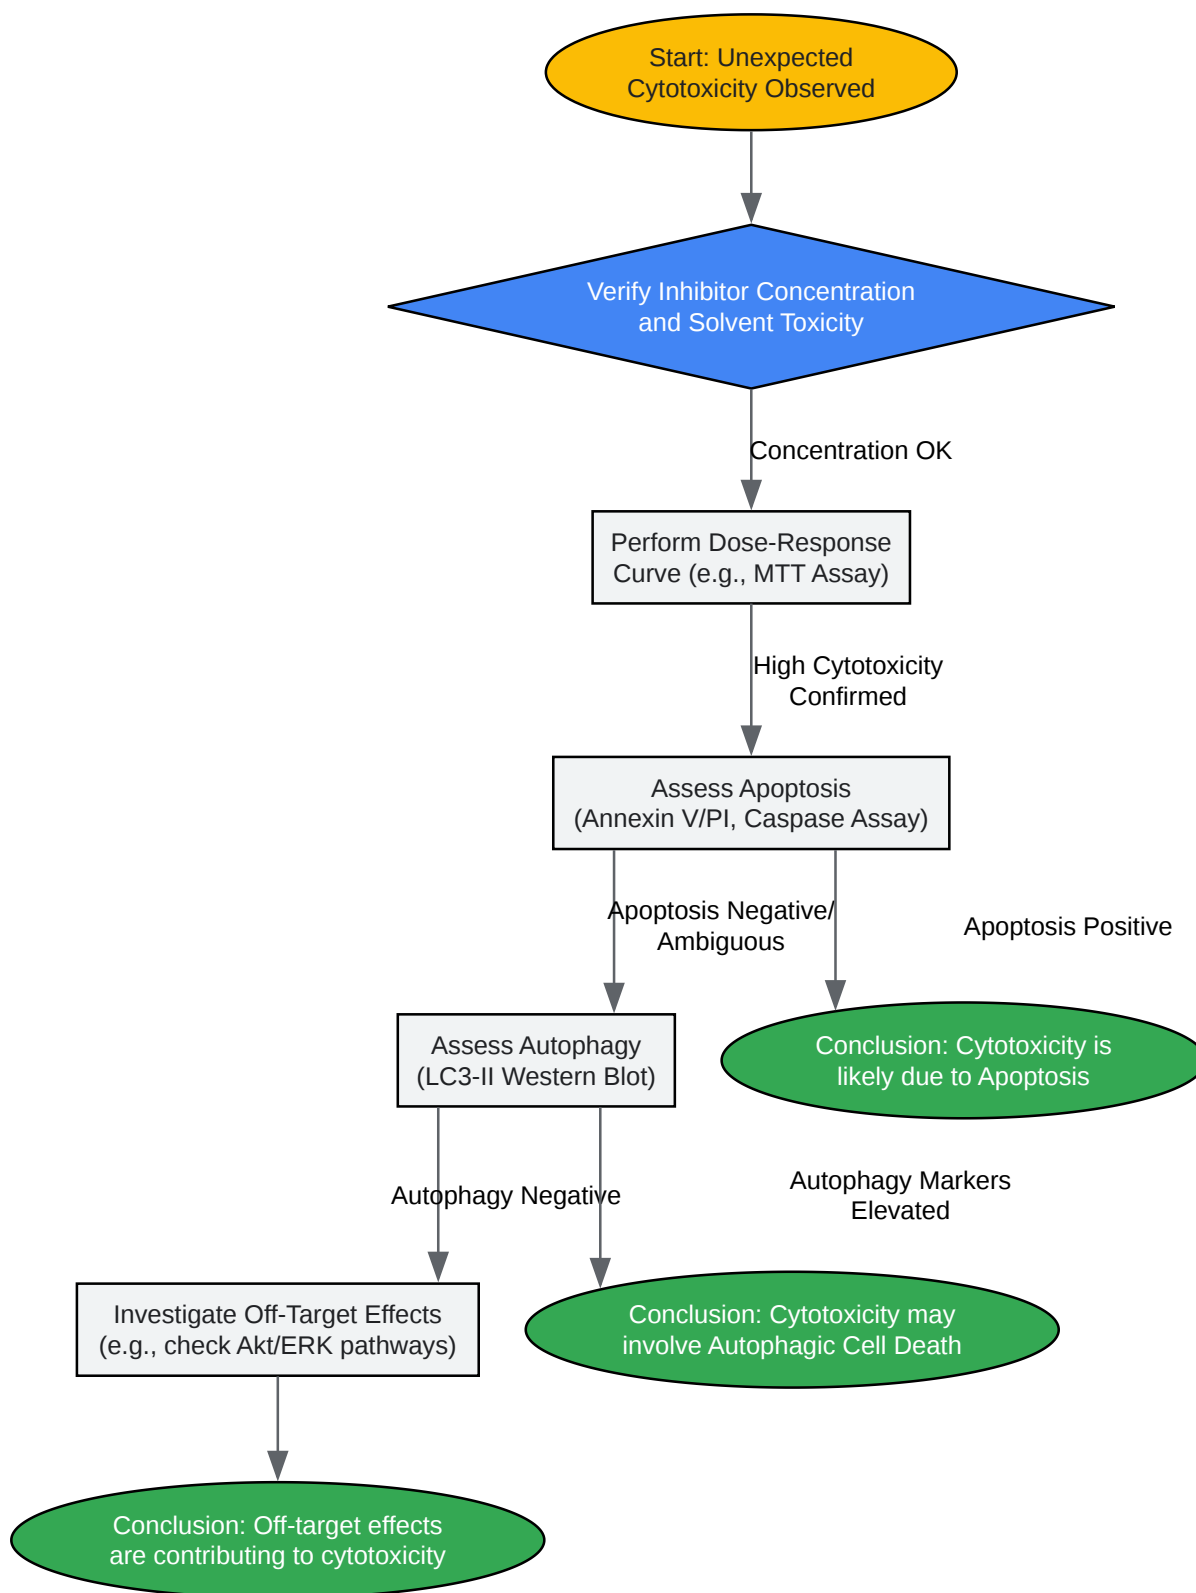 Start: Unexpected
Cytotoxicity Observed
Verify Inhibitor Concentration
and Solvent Toxicity
Concentration OK
Perform Dose-Response
Curve (e.g., MTT Assay)
High Cytotoxicity
Confirmed
Assess Apoptosis
(Annexin V/PI, Caspase Assay)
Apoptosis Negative/
Ambiguous
Apoptosis Positive
Assess Autophagy
(LC3-II Western Blot)
Conclusion: Cytotoxicity is
likely due to Apoptosis
Autophagy Negative
Autophagy Markers
Elevated
Investigate Off-Target Effects
(e.g., check Akt/ERK pathways)
Conclusion: Cytotoxicity may
involve Autophagic Cell Death
Conclusion: Off-target effects
are contributing to cytotoxicity